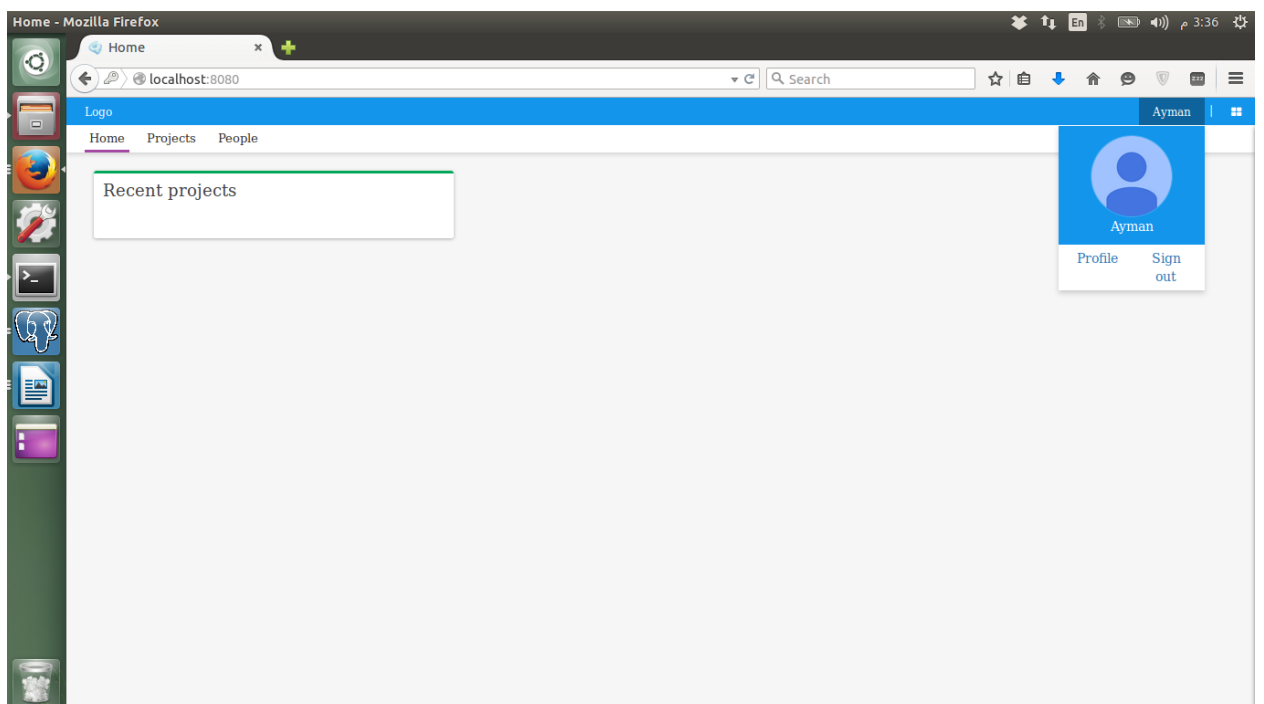 Home - Mozilla Firefox
En
م 3:36
Home
localhost:8080
Search
Logo
Ayman
Home Projects People
Recent projects
Ayman
Profile Sign
out
>_